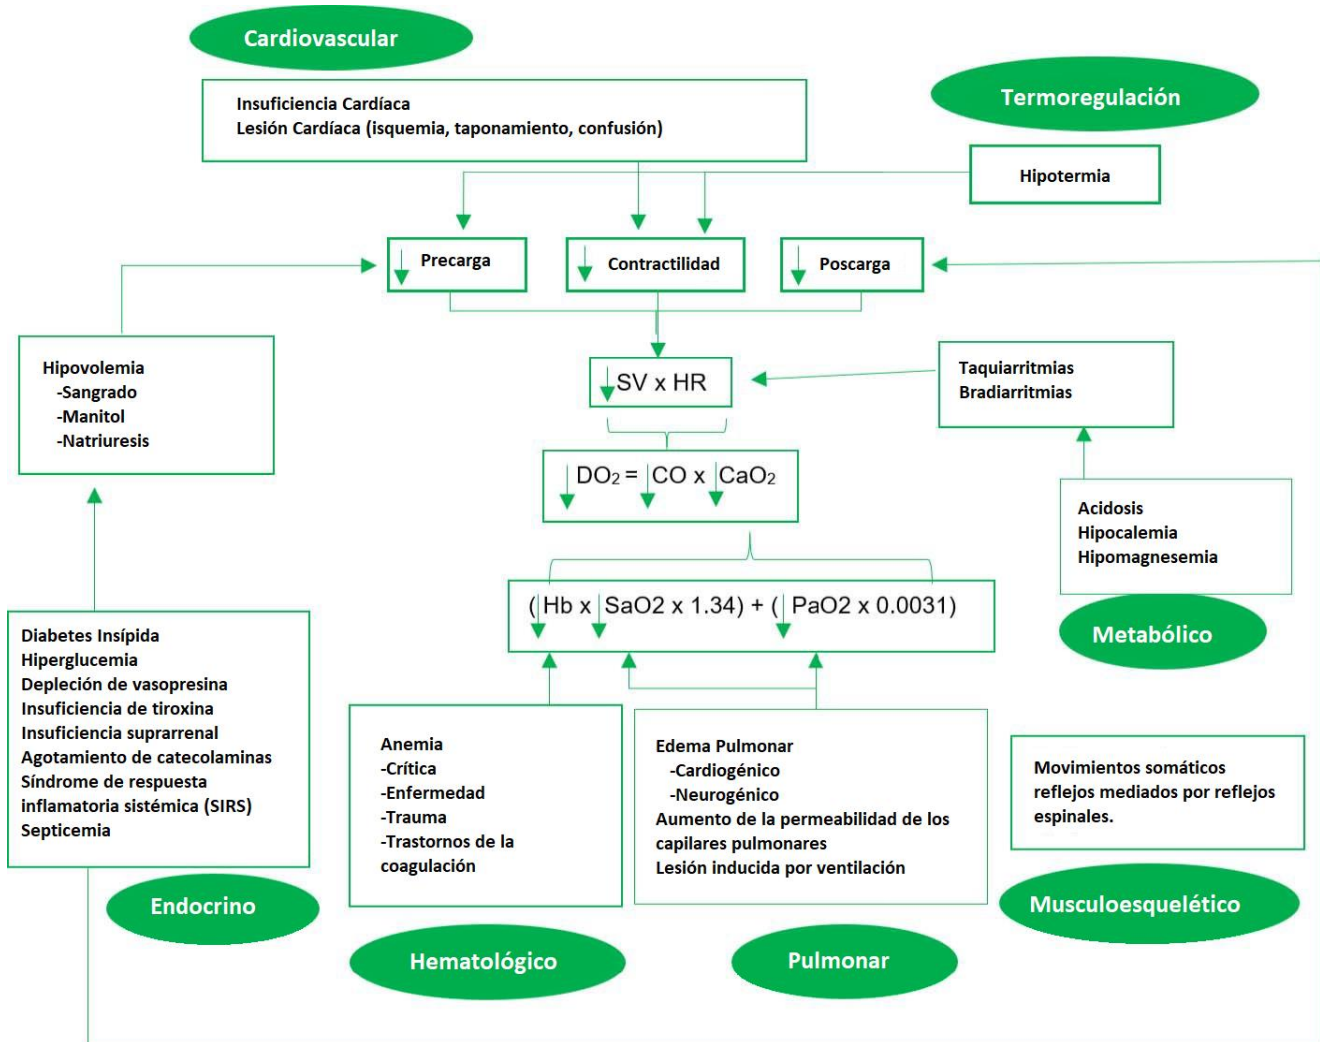 Cardiovascular
Insuficiencia Cardíaca
Lesión Cardíaca (isquemia, taponamiento, confusión)
Termoregulación
Hipotermia
Precarga
Contractilidad
Poscarga
Hipovolemia
-Sangrado
-Manitol
-Natriuresis
SV x HR
Taquiarritmias
Bradiarritmias
DO₂ = CO x CaO₂
Acidosis
Hipocalemia
Hipomagnesemia
Metabólico
(Hb x SaO2 x 1.34) + (PaO2 x 0.0031)
Diabetes Insípida
Hiperglucemia
Depleción de vasopresina
Insuficiencia de tiroxina
Insuficiencia suprarrenal
Agotamiento de catecolaminas
Síndrome de respuesta
inflamatoria sistémica (SIRS)
Septicemia
Endocrino
Anemia
-Crítica
-Enfermedad
-Trauma
-Trastornos de la
coagulación
Hematológico
Edema Pulmonar
-Cardiogénico
-Neurogénico
Aumento de la permeabilidad de los
capilares pulmonares
Lesión inducida por ventilación
Pulmonar
Movimientos somáticos
reflejos mediados por reflejos
espinales.
Musculoesquelético